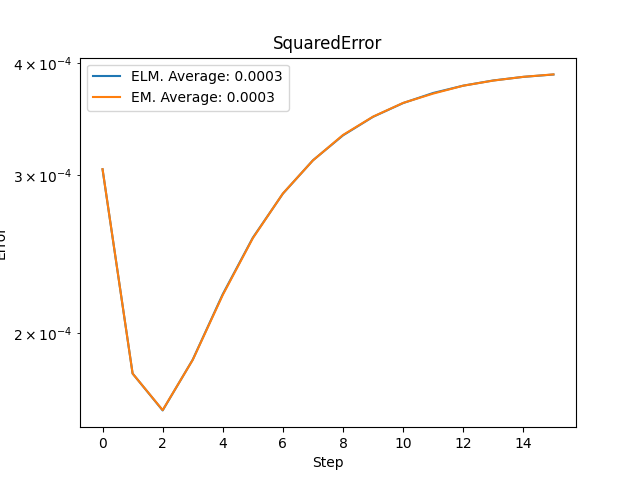 SquaredError
4 × 10⁻⁴
3 × 10⁻⁴
2 × 10⁻⁴
Error
ELM. Average: 0.0003
EM. Average: 0.0003
0 2 4 6 8 10 12 14
Step